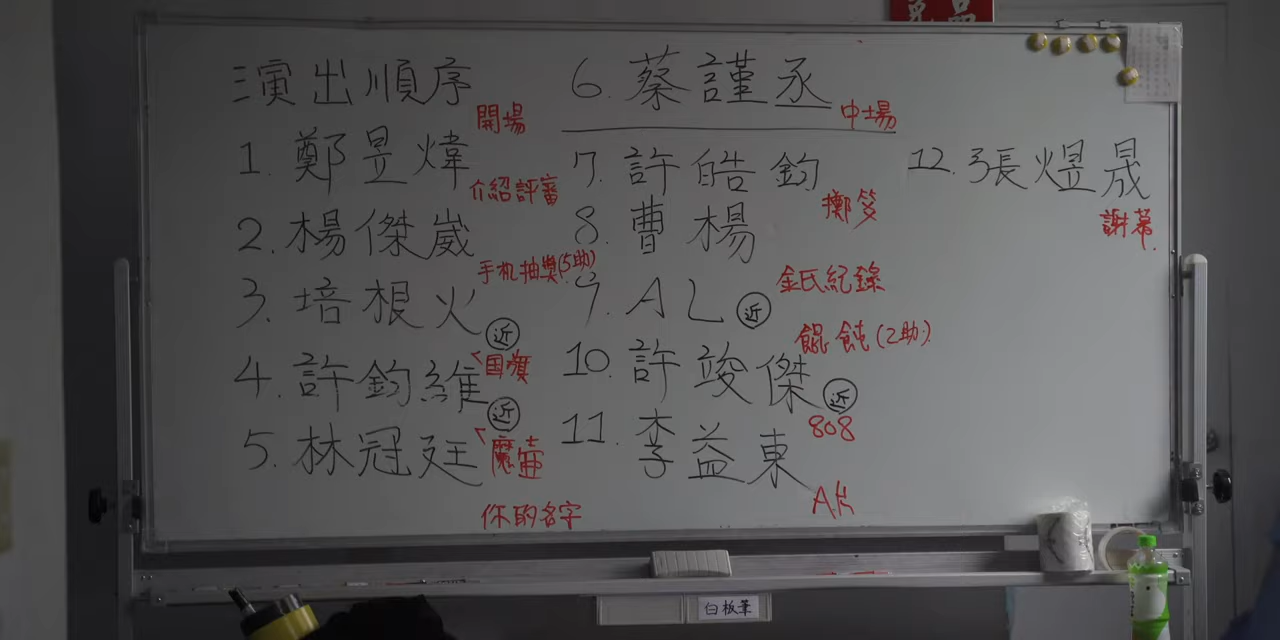 演出順序
開場
1. 鄭昱煒
介紹評審
2. 楊傑崴
手机抽獎(5助)
3. 培根火
近
国旗
4. 許鈞維
近
魔壺
5. 林冠廷
你的名字
6. 蔡謹丞
中場
7. 許皓鈞
擲筊
8. 曹楊
金氏紀錄
9. AL
近
餛飩(2助)
10. 許竣傑
近
808
11. 李益東
A片
12. 張煜晟
謝幕
白板筆